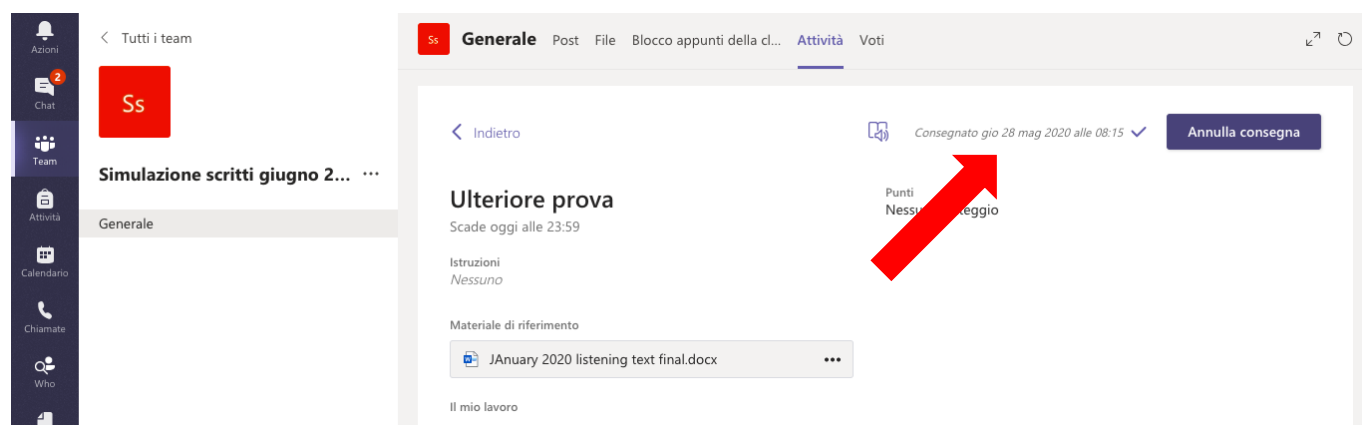 Azioni
2
Chat
Team
Attività
Calendario
Chiamate
Who
Tutti i team
Ss
Simulazione scritti giugno 2... ...
Generale
Ss Generale Post File Blocco appunti della cl... Attività Voti
Indietro
Consegnato gio 28 mag 2020 alle 08:15
Annulla consegna
Ulteriore prova
Scade oggi alle 23:59
Punti
Istruzioni
Nessuno
Materiale di riferimento
JAnuary 2020 listening text final.docx
Il mio lavoro